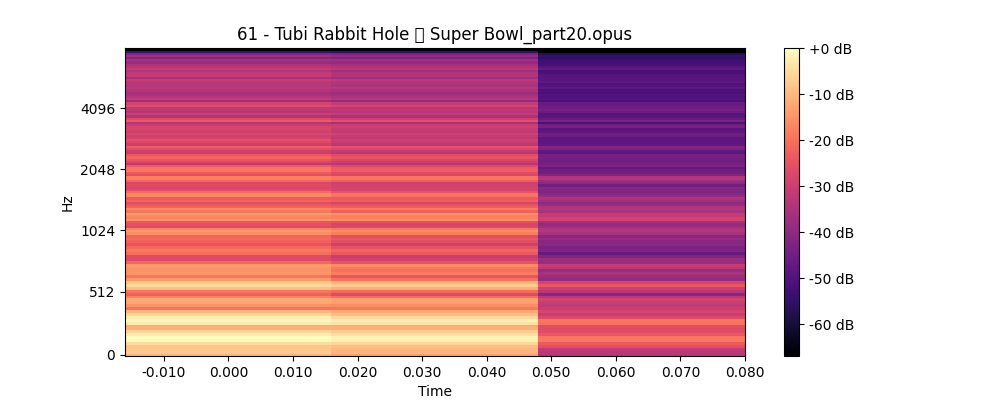 61 - Tubi Rabbit Hole ▯ Super Bowl_part20.opus
+0 dB
-10 dB
-20 dB
-30 dB
-40 dB
-50 dB
-60 dB
Hz
4096
2048
1024
512
0
-0.010 0.000 0.010 0.020 0.030 0.040 0.050 0.060 0.070 0.080
Time